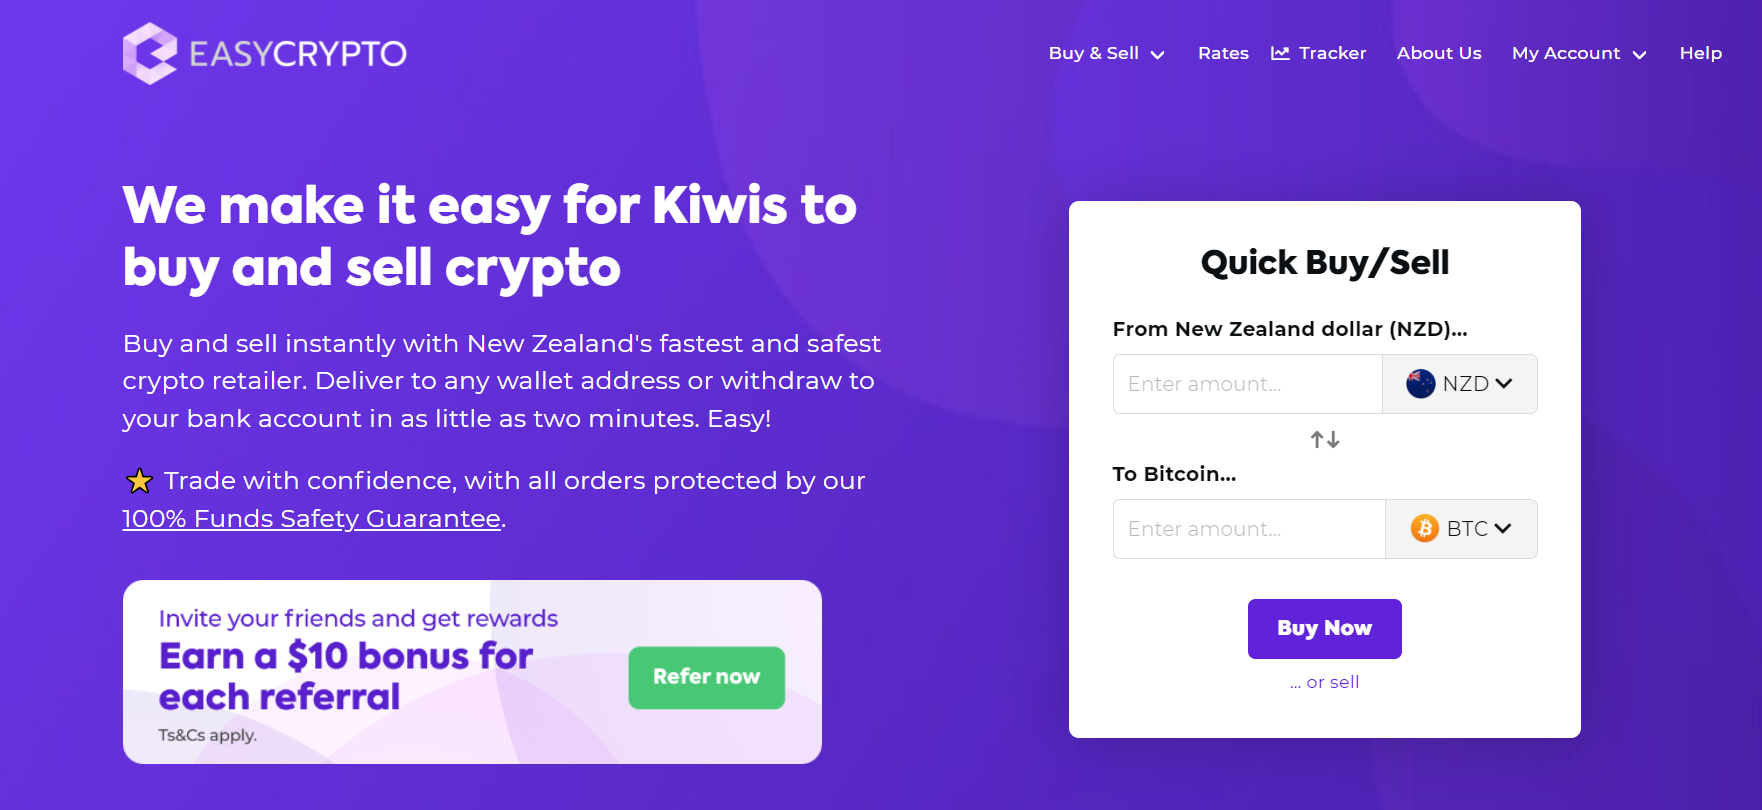 EASYCRYPTO
Buy & Sell
Rates
Tracker
About Us
My Account
Help
We make it easy for Kiwis to
buy and sell crypto
Buy and sell instantly with New Zealand's fastest and safest
crypto retailer. Deliver to any wallet address or withdraw to
your bank account in as little as two minutes. Easy!
Trade with confidence, with all orders protected by our
100% Funds Safety Guarantee.
Invite your friends and get rewards
Earn a $10 bonus for
each referral
Ts&Cs apply.
Refer now
Quick Buy/Sell
From New Zealand dollar (NZD)...
Enter amount...
NZD
To Bitcoin...
Enter amount...
BTC
Buy Now
... or sell